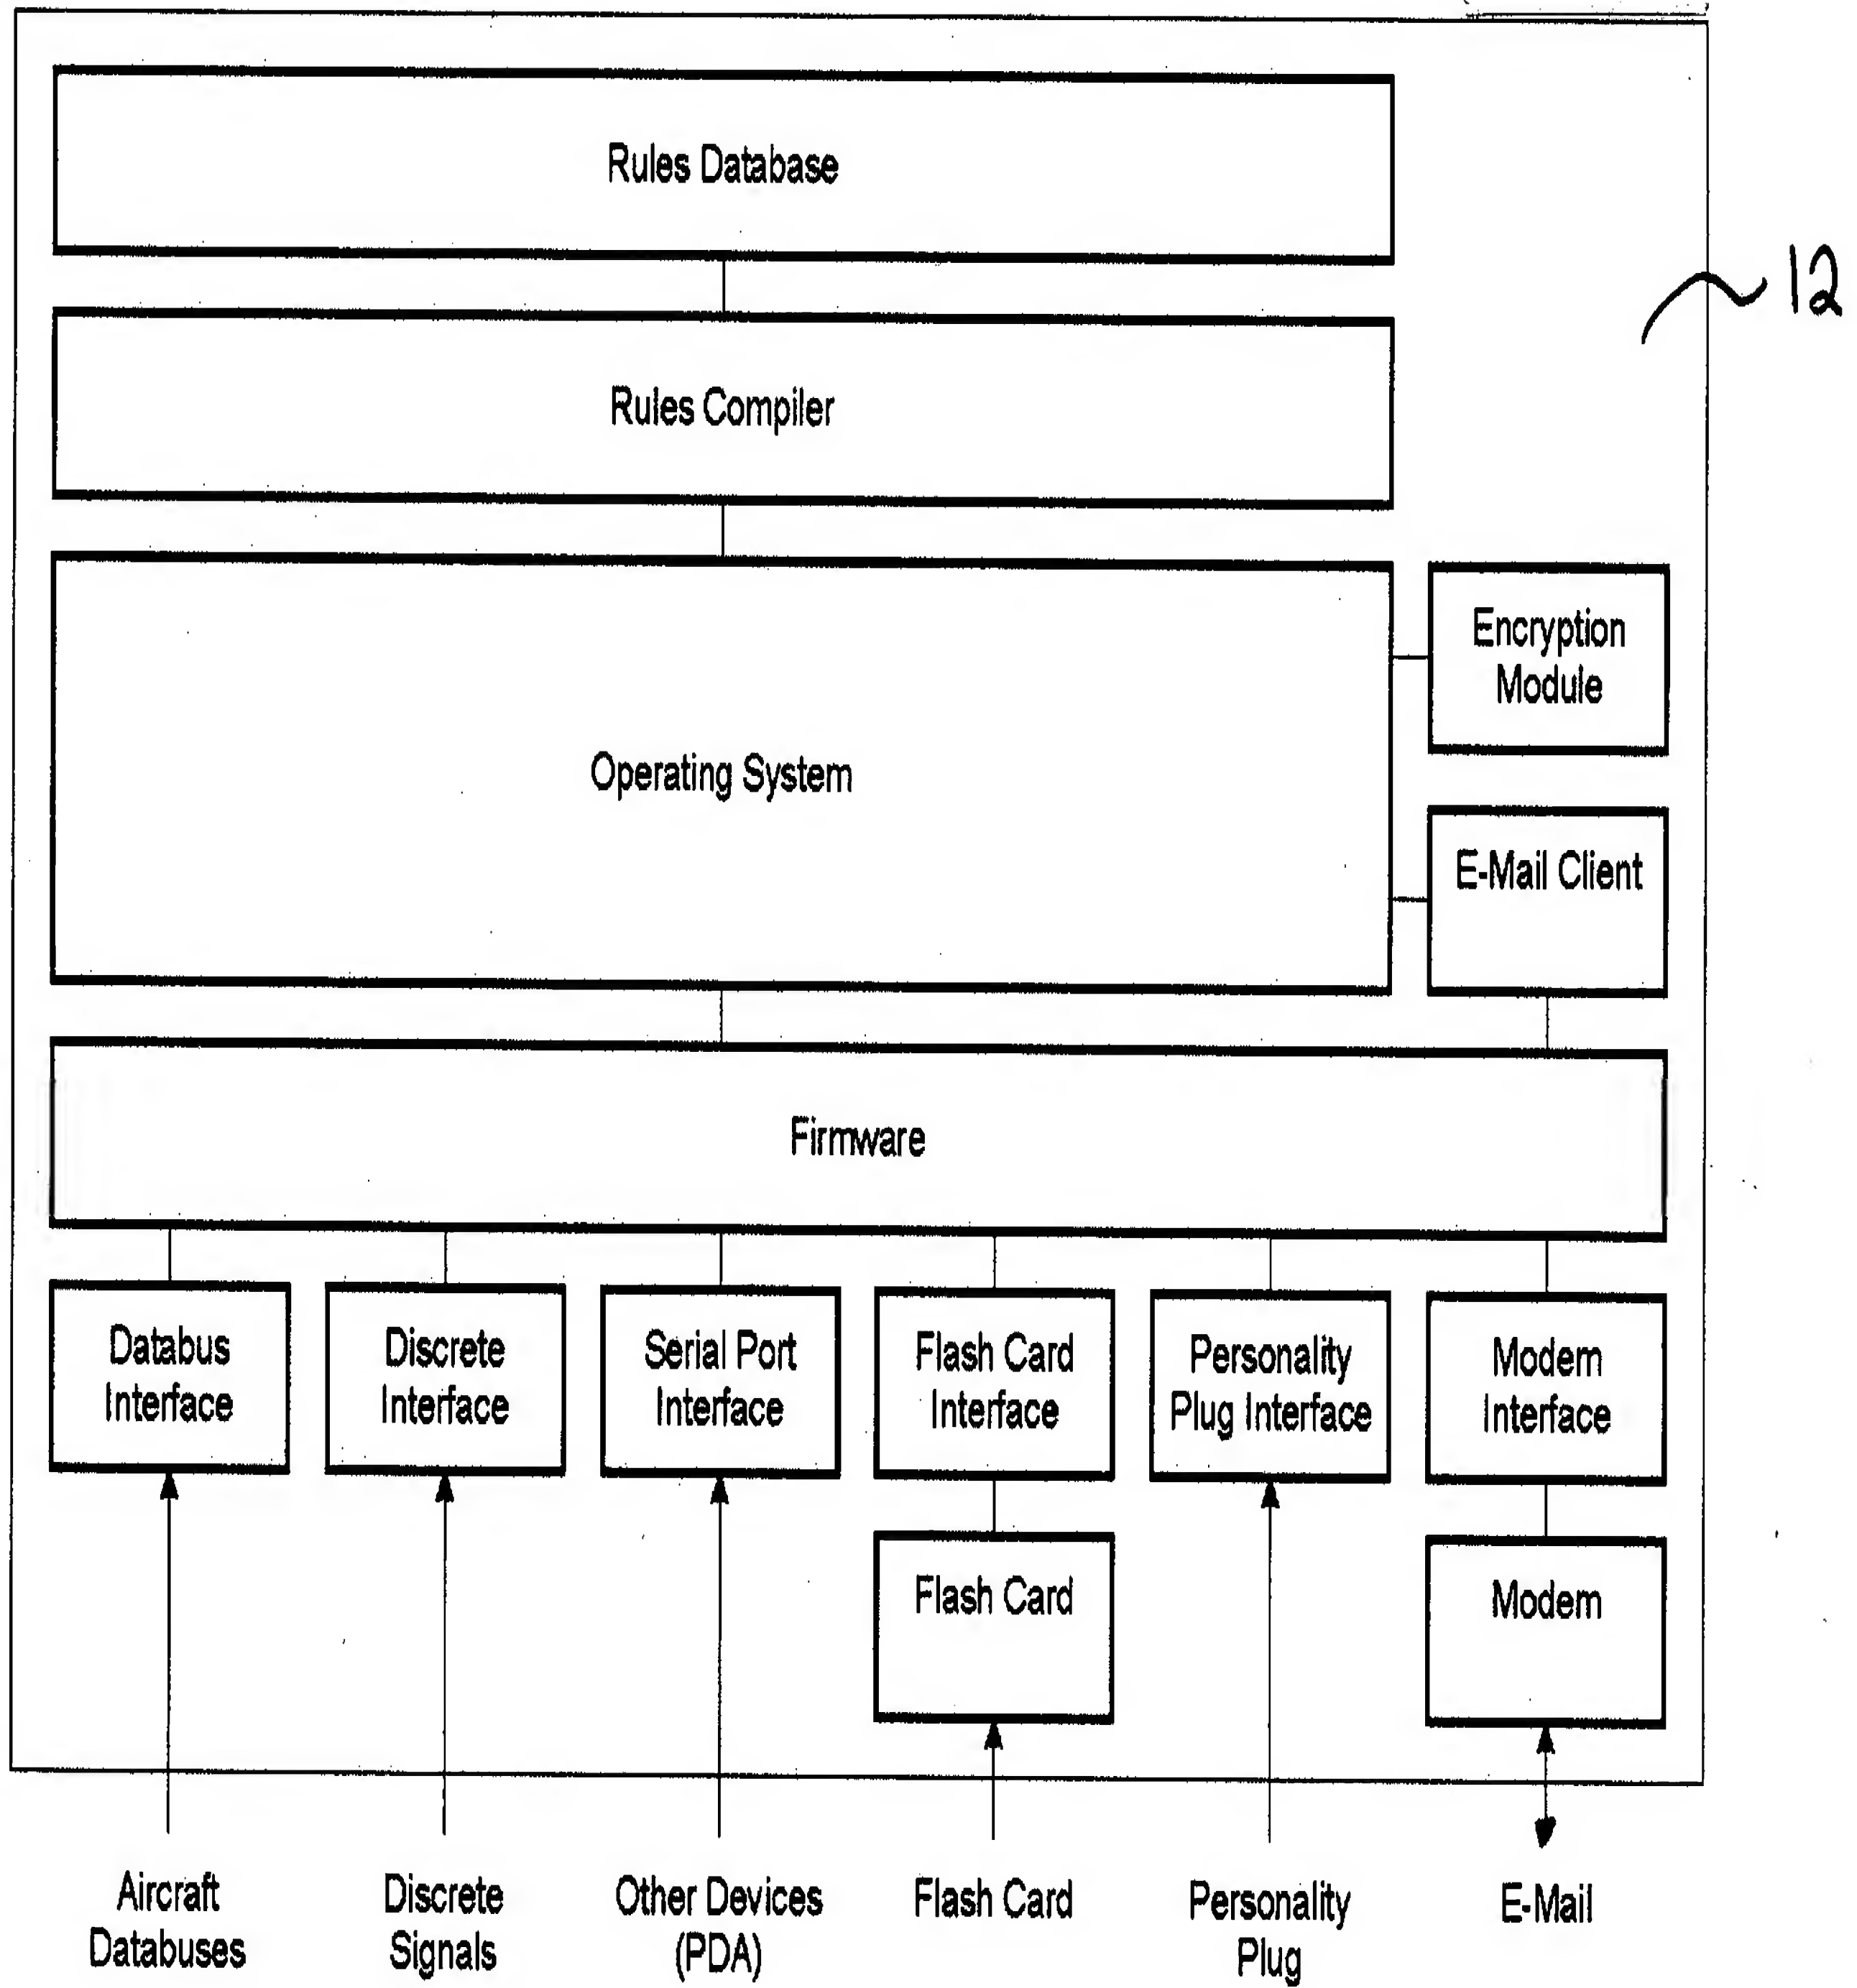 Rules Database
12
Rules Compiler
Encryption
Module
Operating System
E-Mail Client
Firmware
Databus
Interface
Discrete
Interface
Serial Port
Interface
Flash Card
Interface
Personality
Plug Interface
Modem
Interface
Flash Card
Modem
Aircraft
Databuses
Discrete
Signals
Other Devices
(PDA)
Flash Card
Personality
Plug
E-Mail